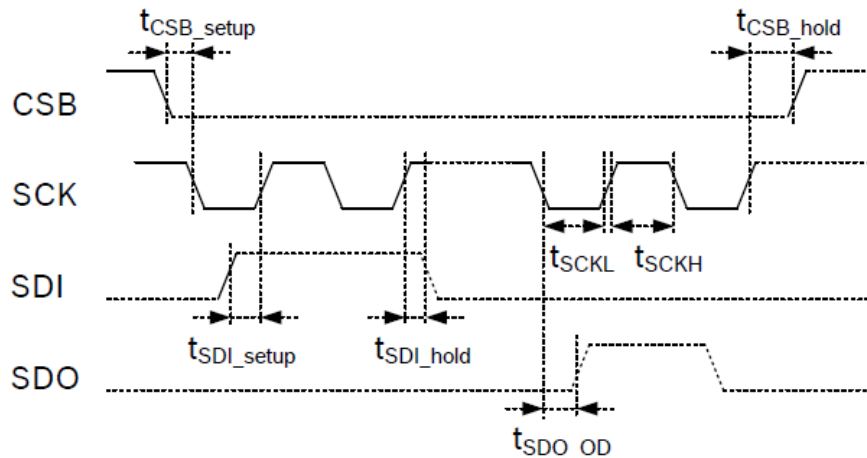 tCSB_setup
tCSB_hold
CSB
SCK
tSCKL
tSCKH
SDI
tSDI_setup
tSDI_hold
SDO
tSDO_OD